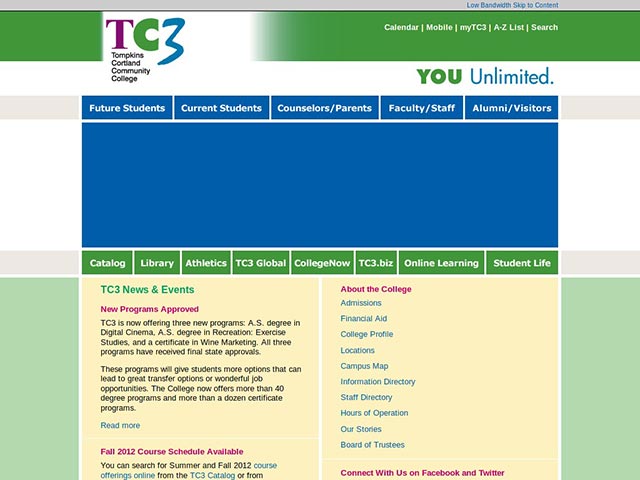 Low Bandwidth Skip to Content
TC3
Tompkins
Cortland
Community
College
Calendar | Mobile | myTC3 | A-Z List | Search
YOU Unlimited.
Future Students Current Students Counselors/Parents Faculty/Staff Alumni/Visitors
Catalog Library Athletics TC3 Global CollegeNow TC3.biz Online Learning Student Life
TC3 News & Events
New Programs Approved
TC3 is now offering three new programs: A.S. degree in
Digital Cinema, A.S. degree in Recreation: Exercise
Studies, and a certificate in Wine Marketing. All three
programs have received final state approvals.
These programs will give students more options that can
lead to great transfer options or wonderful job
opportunities. The College now offers more than 40
degree programs and more than a dozen certificate
programs.
Read more
Fall 2012 Course Schedule Available
You can search for Summer and Fall 2012 course
offerings online from the TC3 Catalog or from
About the College
Admissions
Financial Aid
College Profile
Locations
Campus Map
Information Directory
Staff Directory
Hours of Operation
Our Stories
Board of Trustees
Connect With Us on Facebook and Twitter